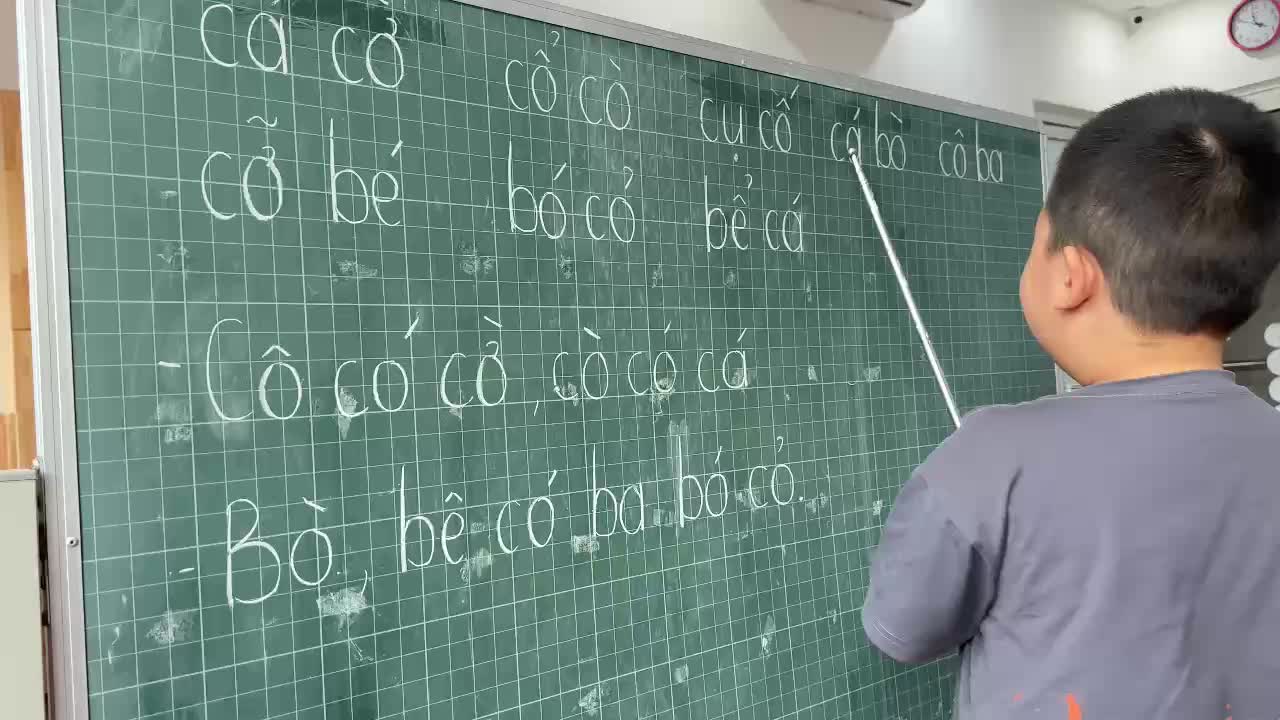 cá cờ cổ cò cụ cố cá bò cô ba
cỡ bé bó cỏ bể cá
- Cô có cờ, cò có cá
- Bò, bê có ba bó cỏ.